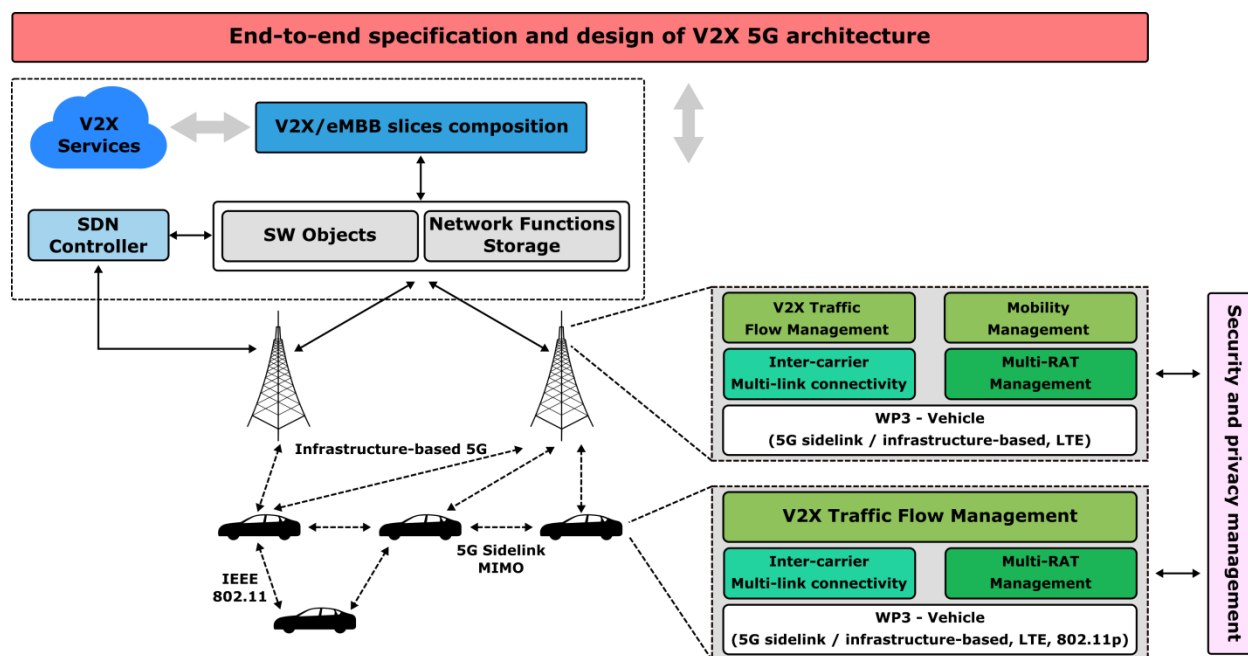 End-to-end specification and design of V2X 5G architecture
V2X
Services
V2X/eMBB slices composition
SDN
Controller
SW Objects
Network Functions
Storage
V2X Traffic
Flow Management
Mobility
Management
Inter-carrier
Multi-link connectivity
Multi-RAT
Management
WP3 - Vehicle
(5G sidelink / infrastructure-based, LTE)
Infrastructure-based 5G
5G Sidelink
MIMO
IEEE
802.11
V2X Traffic Flow Management
Inter-carrier
Multi-link connectivity
Multi-RAT
Management
WP3 - Vehicle
(5G sidelink / infrastructure-based, LTE, 802.11p)
Security and privacy management